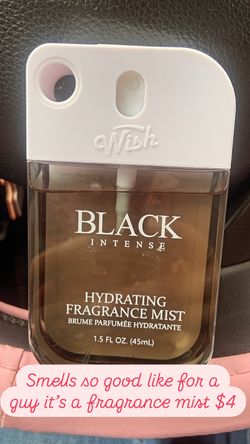 Wish
BLACK
INTENSE
HYDRATING
FRAGRANCE MIST
BRUME PARFUMÉE HYDRATANTE
1.5 FL OZ. (45mL)
Smells so good like for a
guy it's a fragrance mist $4